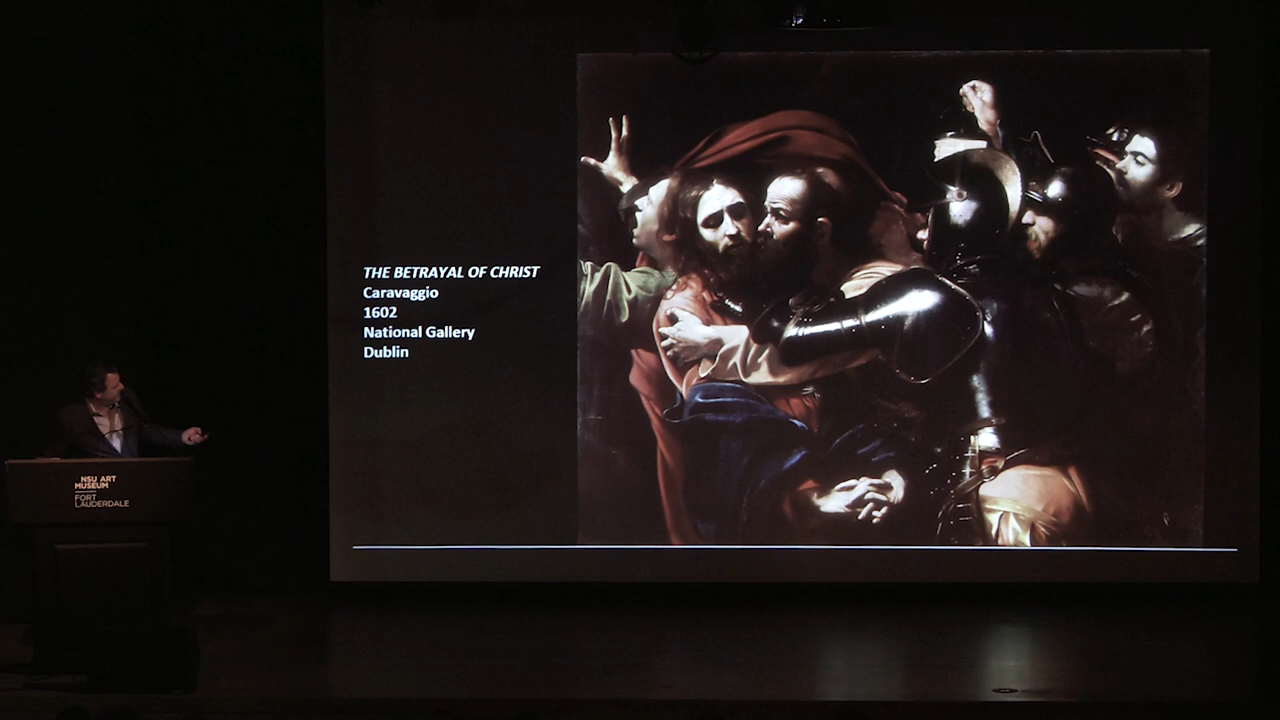 THE BETRAYAL OF CHRIST
Caravaggio
1602
National Gallery
Dublin
NSU ART
MUSEUM
FORT
LAUDERDALE